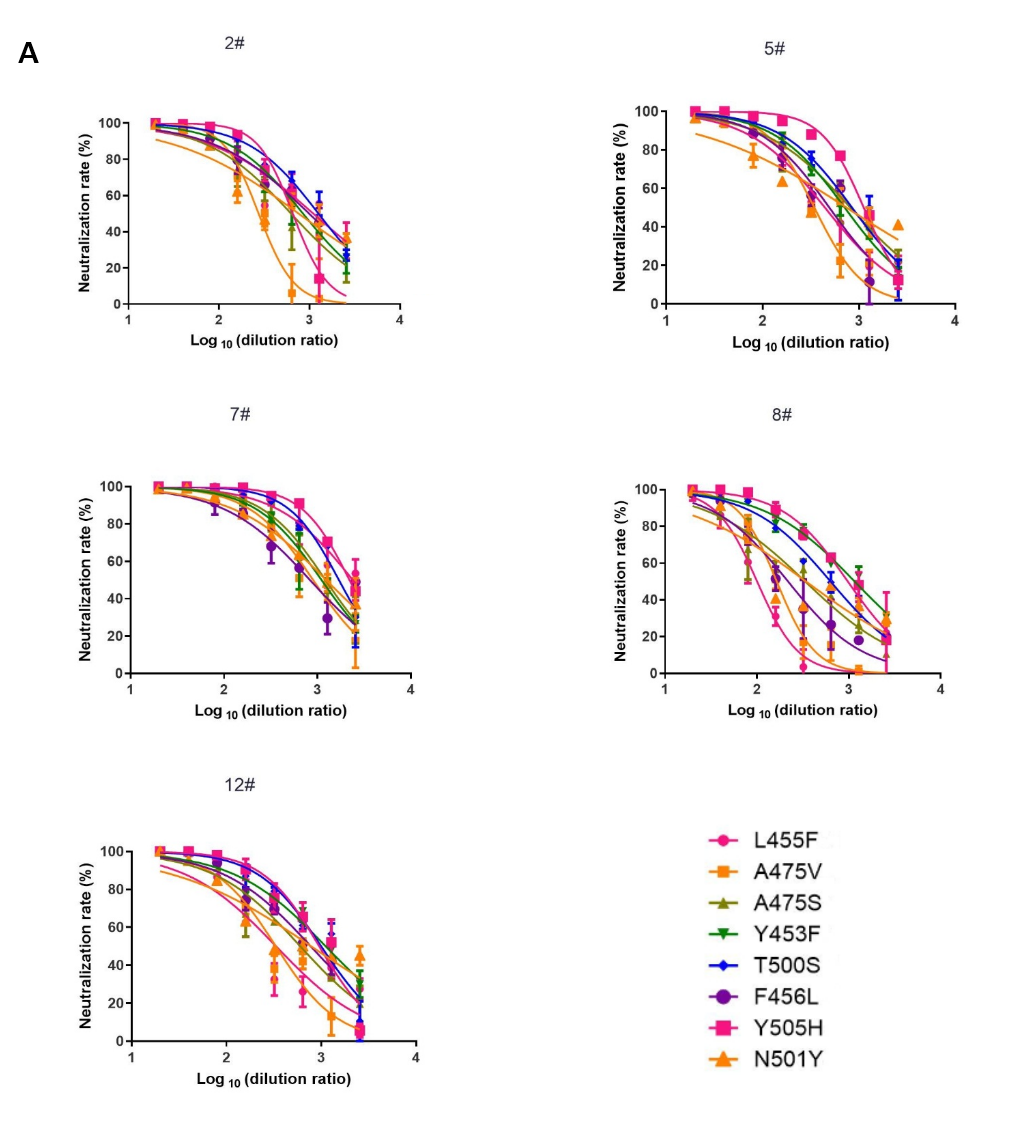 A
2#
5#
Neutralization rate (%)
100
80
60
40
20
0
1 2 3 4
Log 10 (dilution ratio)
Neutralization rate (%)
100
80
60
40
20
0
1 2 3 4
Log 10 (dilution ratio)
7#
8#
Neutralization rate (%)
100
80
60
40
20
0
1 2 3 4
Log 10 (dilution ratio)
Neutralization rate (%)
100
80
60
40
20
0
1 2 3 4
Log 10 (dilution ratio)
12#
Neutralization rate (%)
100
80
60
40
20
0
1 2 3 4
Log 10 (dilution ratio)
L455F
A475V
A475S
Y453F
T500S
F456L
Y505H
N501Y